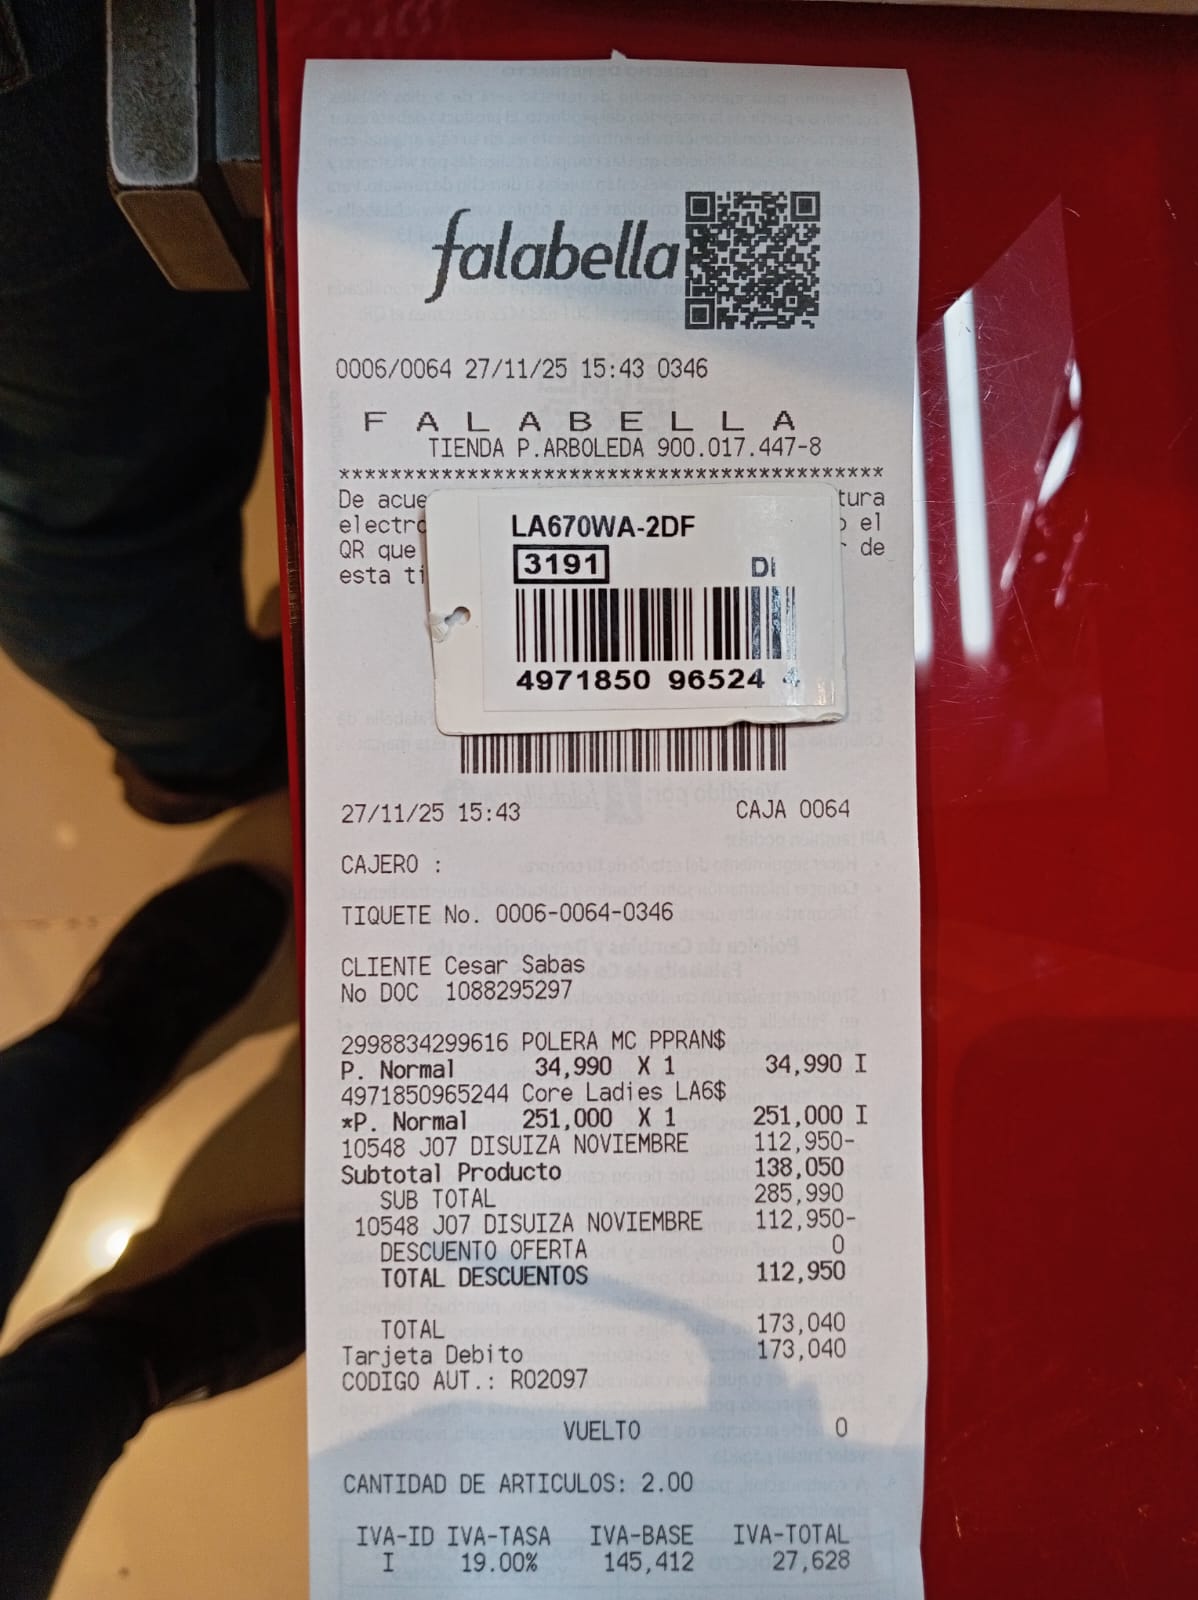 falabella
0006/0064 27/11/25 15:43 0346
F A L A B E L L A
TIENDA P.ARBOLEDA 900.017.447-8
******************************************
De acue tura
electro o el
QR que r de
esta ti
LA670WA-2DF
3191 DI
4971850 96524 4
27/11/25 15:43 CAJA 0064
CAJERO :
TIQUETE No. 0006-0064-0346
CLIENTE Cesar Sabas
No DOC 1088295297
2998834299616 POLERA MC PPRAN$
P. Normal 34,990 X 1 34,990 I
4971850965244 Core Ladies LA6$
*P. Normal 251,000 X 1 251,000 I
10548 J07 DISUIZA NOVIEMBRE 112,950-
Subtotal Producto 138,050
SUB TOTAL 285,990
10548 J07 DISUIZA NOVIEMBRE 112,950-
DESCUENTO OFERTA 0
TOTAL DESCUENTOS 112,950
TOTAL 173,040
Tarjeta Debito 173,040
CODIGO AUT.: R02097
VUELTO 0
CANTIDAD DE ARTICULOS: 2.00
IVA-ID IVA-TASA IVA-BASE IVA-TOTAL
I 19.00% 145,412 27,628